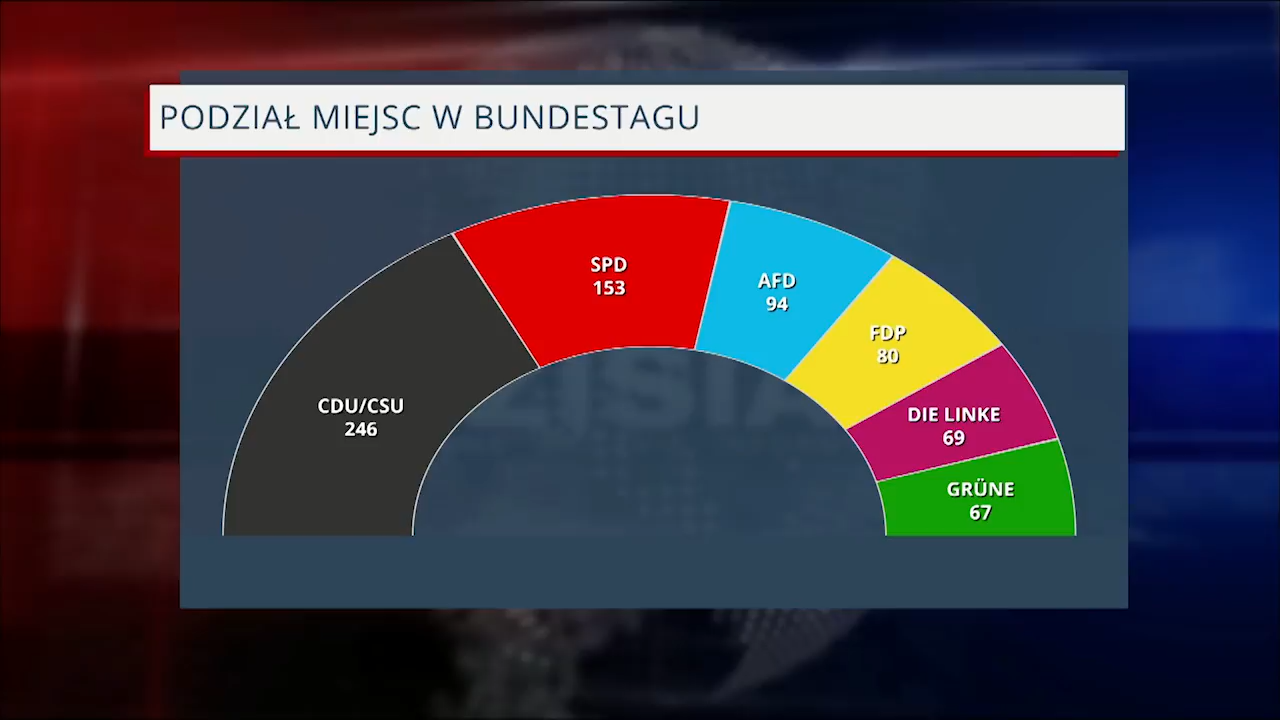 PODZIAŁ MIEJSC W BUNDESTAGU
CDU/CSU
246
SPD
153
AFD
94
FDP
80
DIE LINKE
69
GRÜNE
67